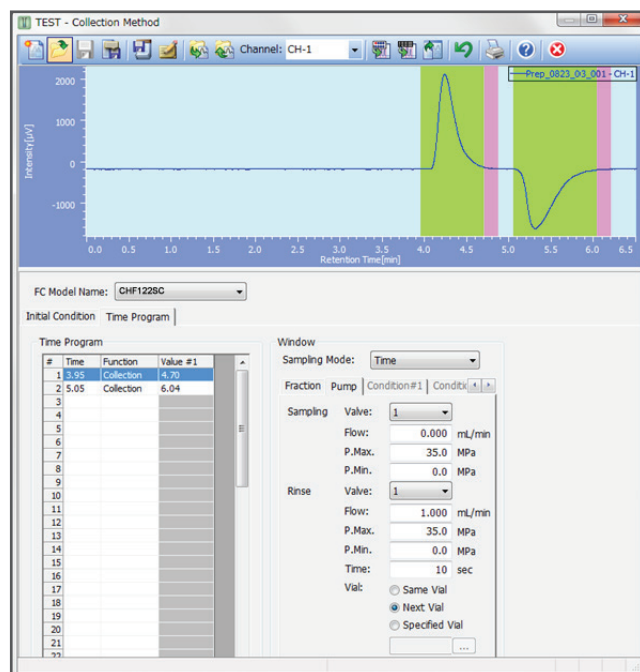 TEST - Collection Method
Channel: CH-1
Prep_0823_03_001 - CH-1
Intensity[μV]
2000
1000
0
-1000
0.0 0.5 1.0 1.5 2.0 2.5 3.0 3.5 4.0 4.5 5.0 5.5 6.0 6.5
Retention Time[min]
FC Model Name: CHF122SC
Initial Condition Time Program
Time Program
# Time Function Value #1
1 3.95 Collection 4.70
2 5.05 Collection 6.04
3
4
5
6
7
8
9
10
11
12
13
14
15
16
17
18
19
20
21
22
Window
Sampling Mode: Time
Fraction Pump Condition#1 Conditic
Sampling Valve: 1
Flow: 0.000 mL/min
P.Max. 35.0 MPa
P.Min. 0.0 MPa
Rinse Valve: 1
Flow: 1.000 mL/min
P.Max. 35.0 MPa
P.Min. 0.0 MPa
Time: 10 sec
Vial: Same Vial
Next Vial
Specified Vial
...